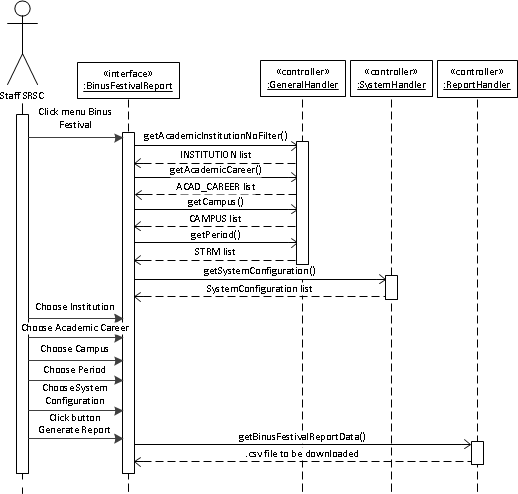 «interface»
:BinusFestivalReport
«controller»
:GeneralHandler
«controller»
:SystemHandler
«controller»
:ReportHandler
Staff SRSC
Click menu Binus
Festival
getAcademicInstitutionNoFilter()
INSTITUTION list
getAcademicCareer()
ACAD_CAREER list
getCampus()
CAMPUS list
getPeriod()
STRM list
getSystemConfiguration()
SystemConfiguration list
Choose Institution
Choose Academic Career
Choose Campus
Choose Period
ChooseSystem
Configuration
Click button
Generate Report
getBinusFestivalReportData()
.csv file to be downloaded